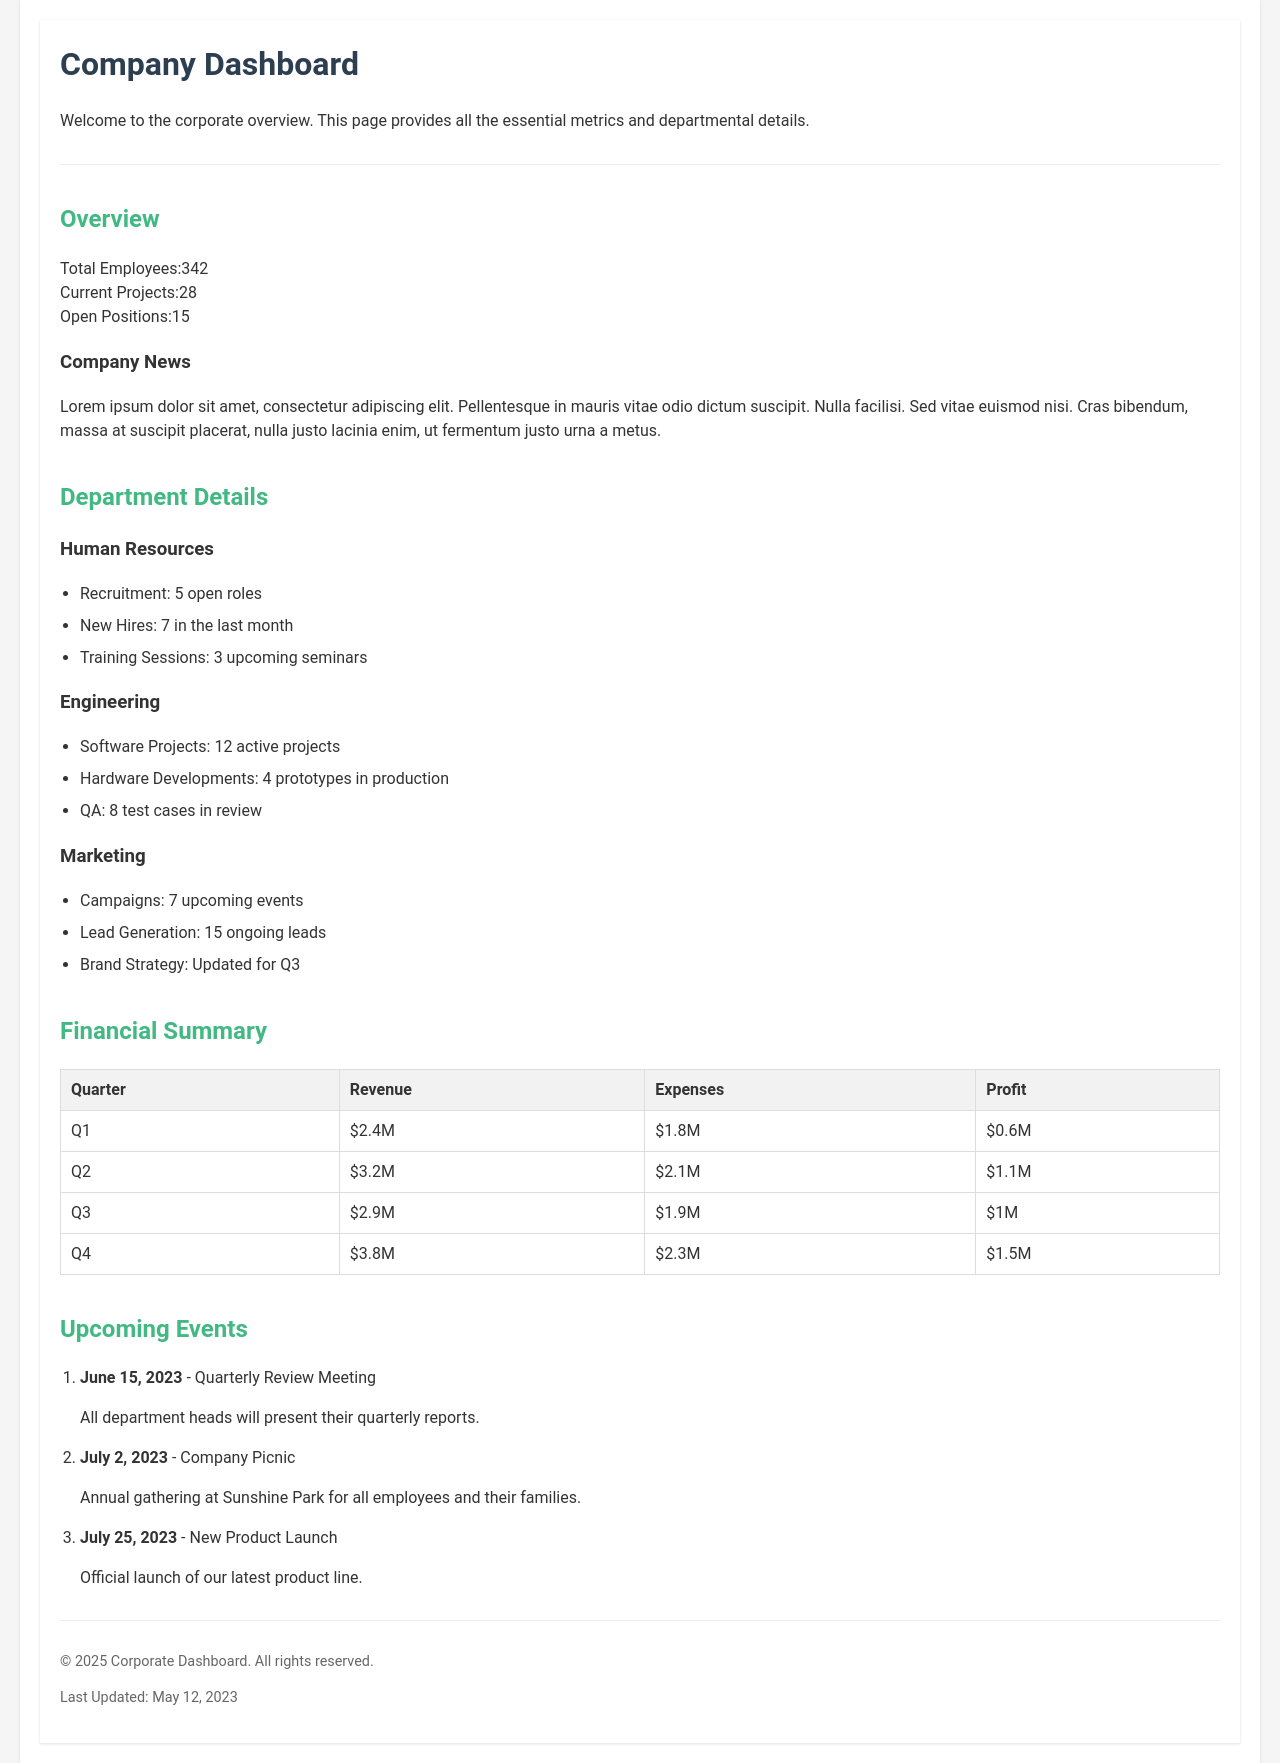 Company Dashboard
Welcome to the corporate overview. This page provides all the essential metrics and departmental details.
Overview
Total Employees:342
Current Projects:28
Open Positions:15
Company News
Lorem ipsum dolor sit amet, consectetur adipiscing elit. Pellentesque in mauris vitae odio dictum suscipit. Nulla facilisi. Sed vitae euismod nisi. Cras bibendum,
massa at suscipit placerat, nulla justo lacinia enim, ut fermentum justo urna a metus.
Department Details
Human Resources
• Recruitment: 5 open roles
• New Hires: 7 in the last month
• Training Sessions: 3 upcoming seminars
Engineering
• Software Projects: 12 active projects
• Hardware Developments: 4 prototypes in production
• QA: 8 test cases in review
Marketing
• Campaigns: 7 upcoming events
• Lead Generation: 15 ongoing leads
• Brand Strategy: Updated for Q3
Financial Summary
Quarter Revenue Expenses Profit
Q1 $2.4M $1.8M $0.6M
Q2 $3.2M $2.1M $1.1M
Q3 $2.9M $1.9M $1M
Q4 $3.8M $2.3M $1.5M
Upcoming Events
1. June 15, 2023 - Quarterly Review Meeting
All department heads will present their quarterly reports.
2. July 2, 2023 - Company Picnic
Annual gathering at Sunshine Park for all employees and their families.
3. July 25, 2023 - New Product Launch
Official launch of our latest product line.
© 2025 Corporate Dashboard. All rights reserved.
Last Updated: May 12, 2023